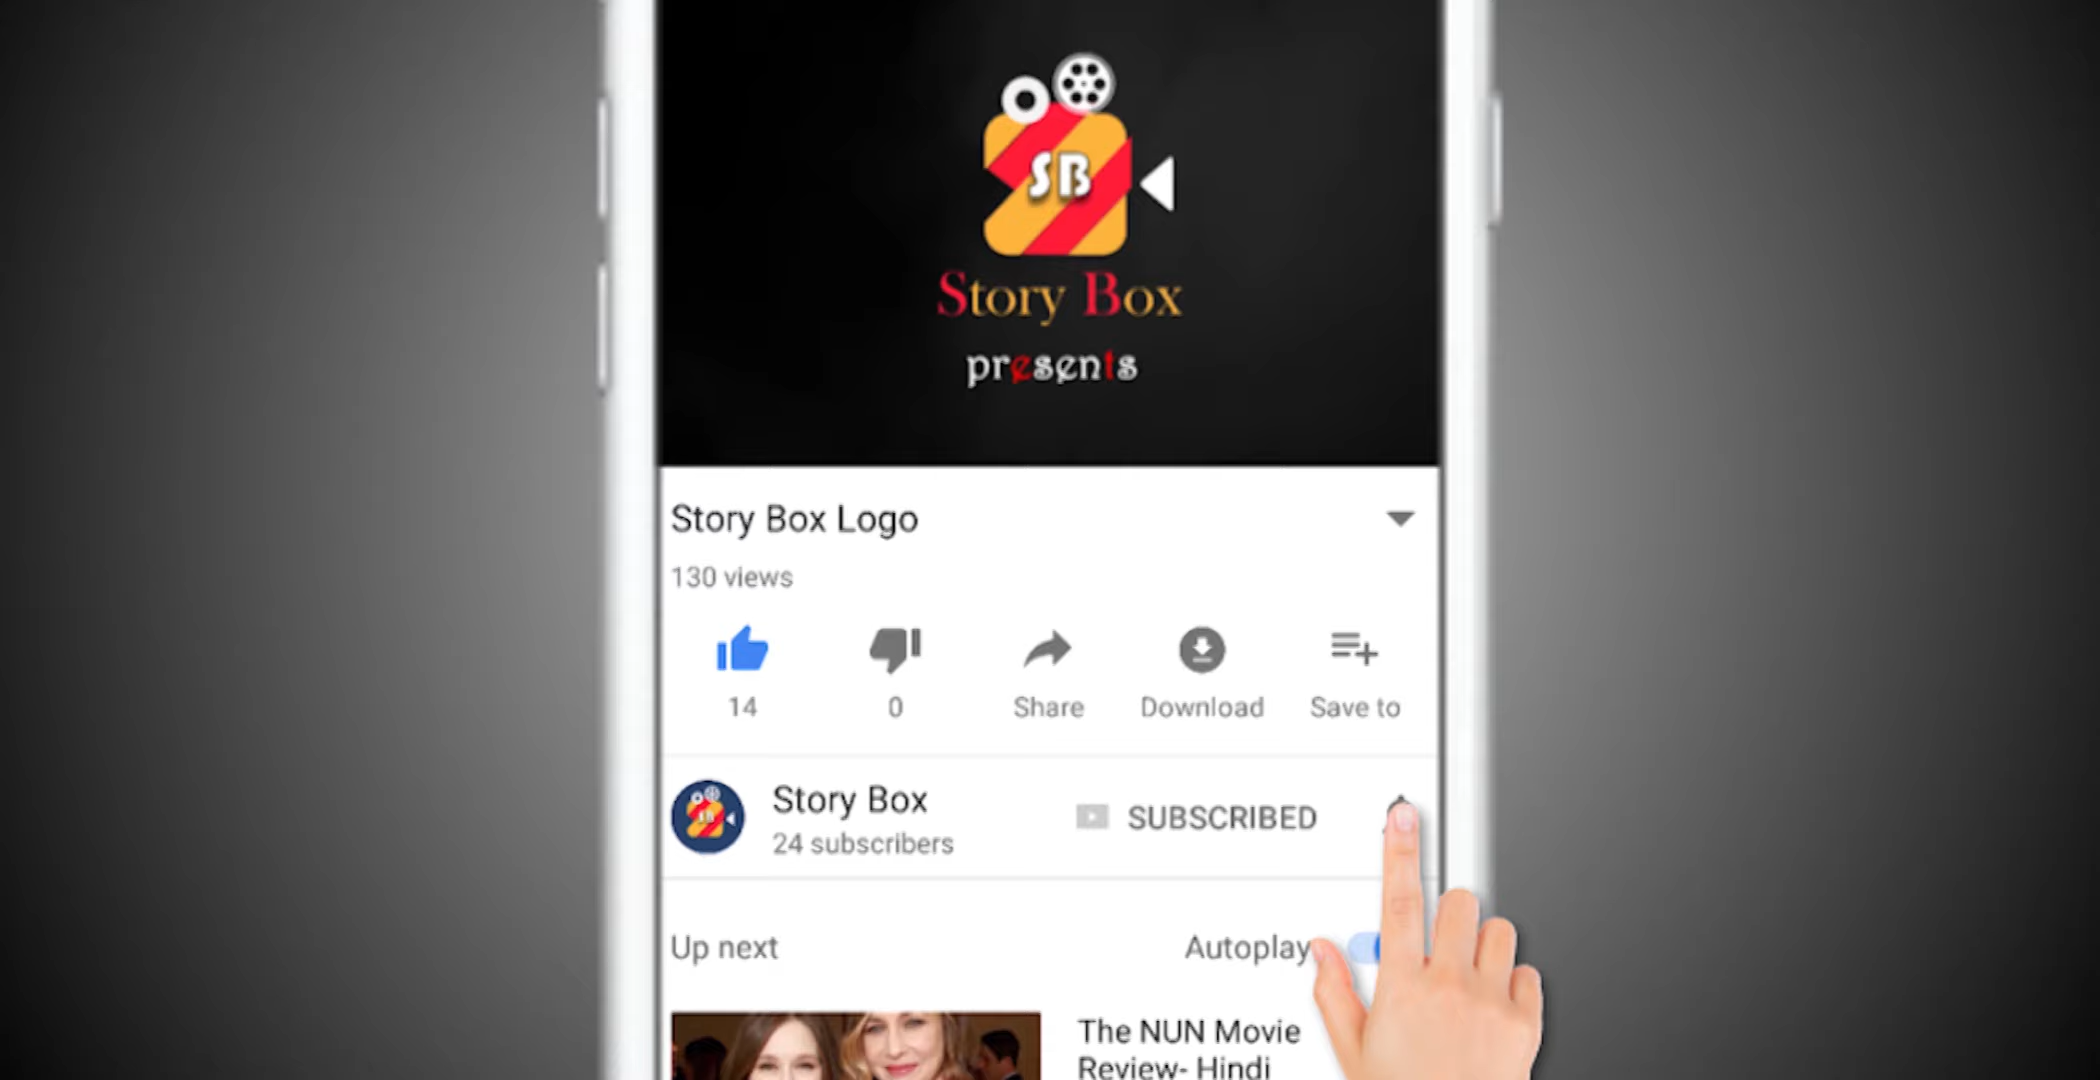 SB
Story Box
presents
Story Box Logo
130 views
14
0
Share
Download
Save to
SB
Story Box
24 subscribers
SUBSCRIBED
Up next
Autoplay
The NUN Movie
Review- Hindi